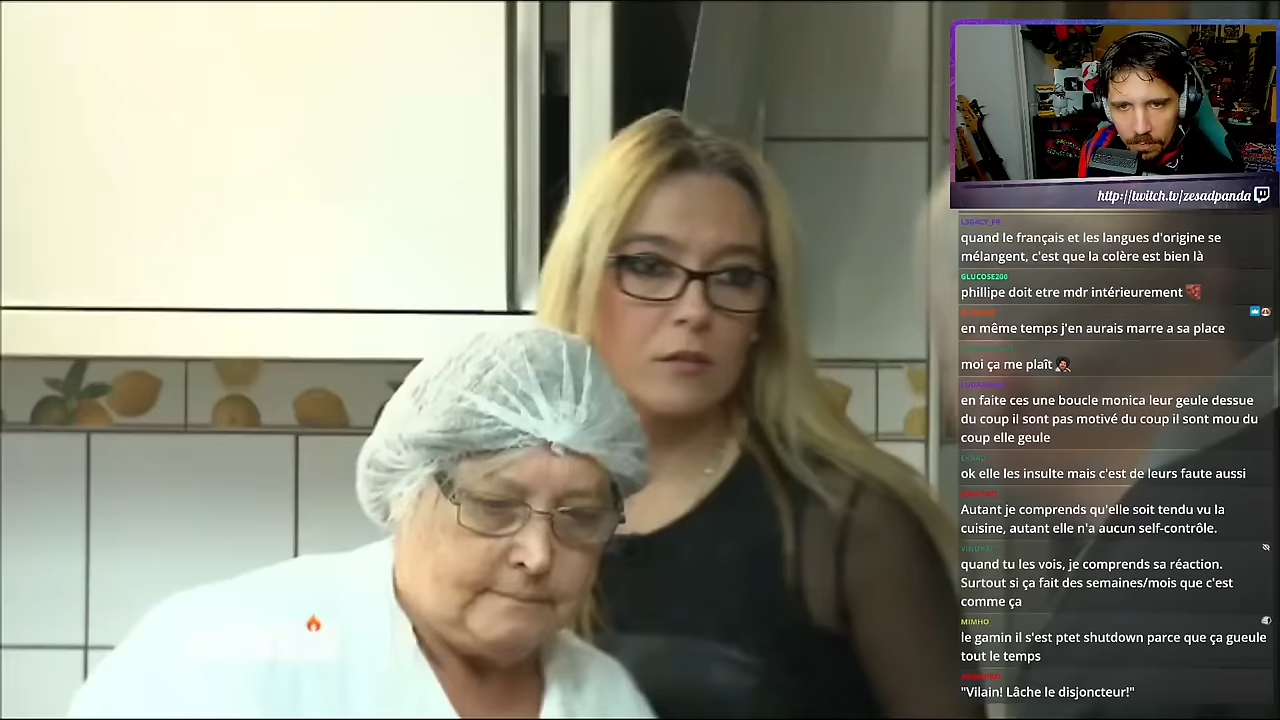 http://twitch.tv/zesadpanda
L3G4CY_FR
quand le français et les langues d'origine se
mélangent, c'est que la colère est bien là
GLUCOSE200
phillipe doit etre mdr intérieurement
en même temps j'en aurais marre a sa place
moi ça me plaît
en faite ces une boucle monica leur geule dessue
du coup il sont pas motivé du coup il sont mou du
coup elle geule
ok elle les insulte mais c'est de leurs faute aussi
Autant je comprends qu'elle soit tendu vu la
cuisine, autant elle n'a aucun self-contrôle.
quand tu les vois, je comprends sa réaction.
Surtout si ça fait des semaines/mois que c'est
comme ça
MIMHO
le gamin il s'est ptet shutdown parce que ça gueule
tout le temps
"Vilain! Lâche le disjoncteur!"